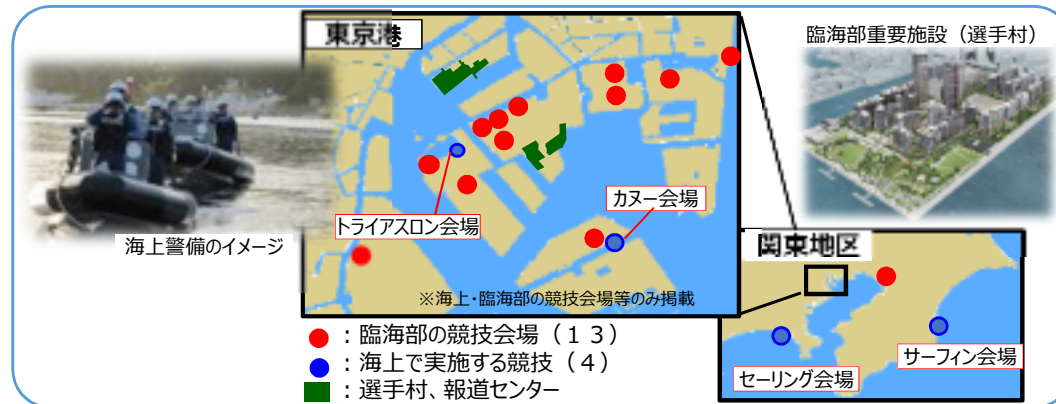 東京港
臨海部重要施設（選手村）
海上警備のイメージ
トライアスロン会場
カヌー会場
※海上・臨海部の競技会場等のみ掲載
関東地区
セーリング会場
サーフィン会場
：臨海部の競技会場（１３）
：海上で実施する競技（４）
：選手村、報道センター